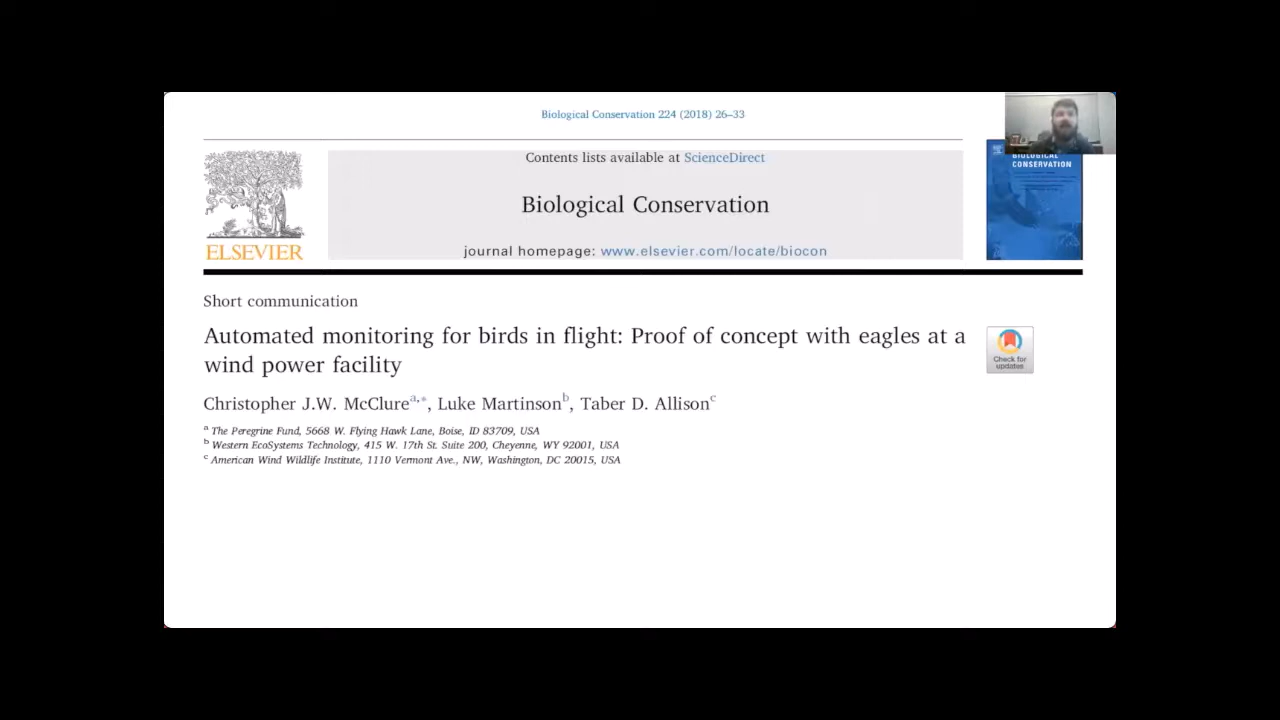 Biological Conservation 224 (2018) 26–33
Contents lists available at ScienceDirect
Biological Conservation
journal homepage: www.elsevier.com/locate/biocon
ELSEVIER
BIOLOGICAL
CONSERVATION
Short communication
Automated monitoring for birds in flight: Proof of concept with eagles at a
wind power facility
Check for
updates
Christopher J.W. McClureᵃ,*, Luke Martinsonᵇ, Taber D. Allisonᶜ
ᵃ The Peregrine Fund, 5668 W. Flying Hawk Lane, Boise, ID 83709, USA
ᵇ Western EcoSystems Technology, 415 W. 17th St. Suite 200, Cheyenne, WY 92001, USA
ᶜ American Wind Wildlife Institute, 1110 Vermont Ave., NW, Washington, DC 20015, USA